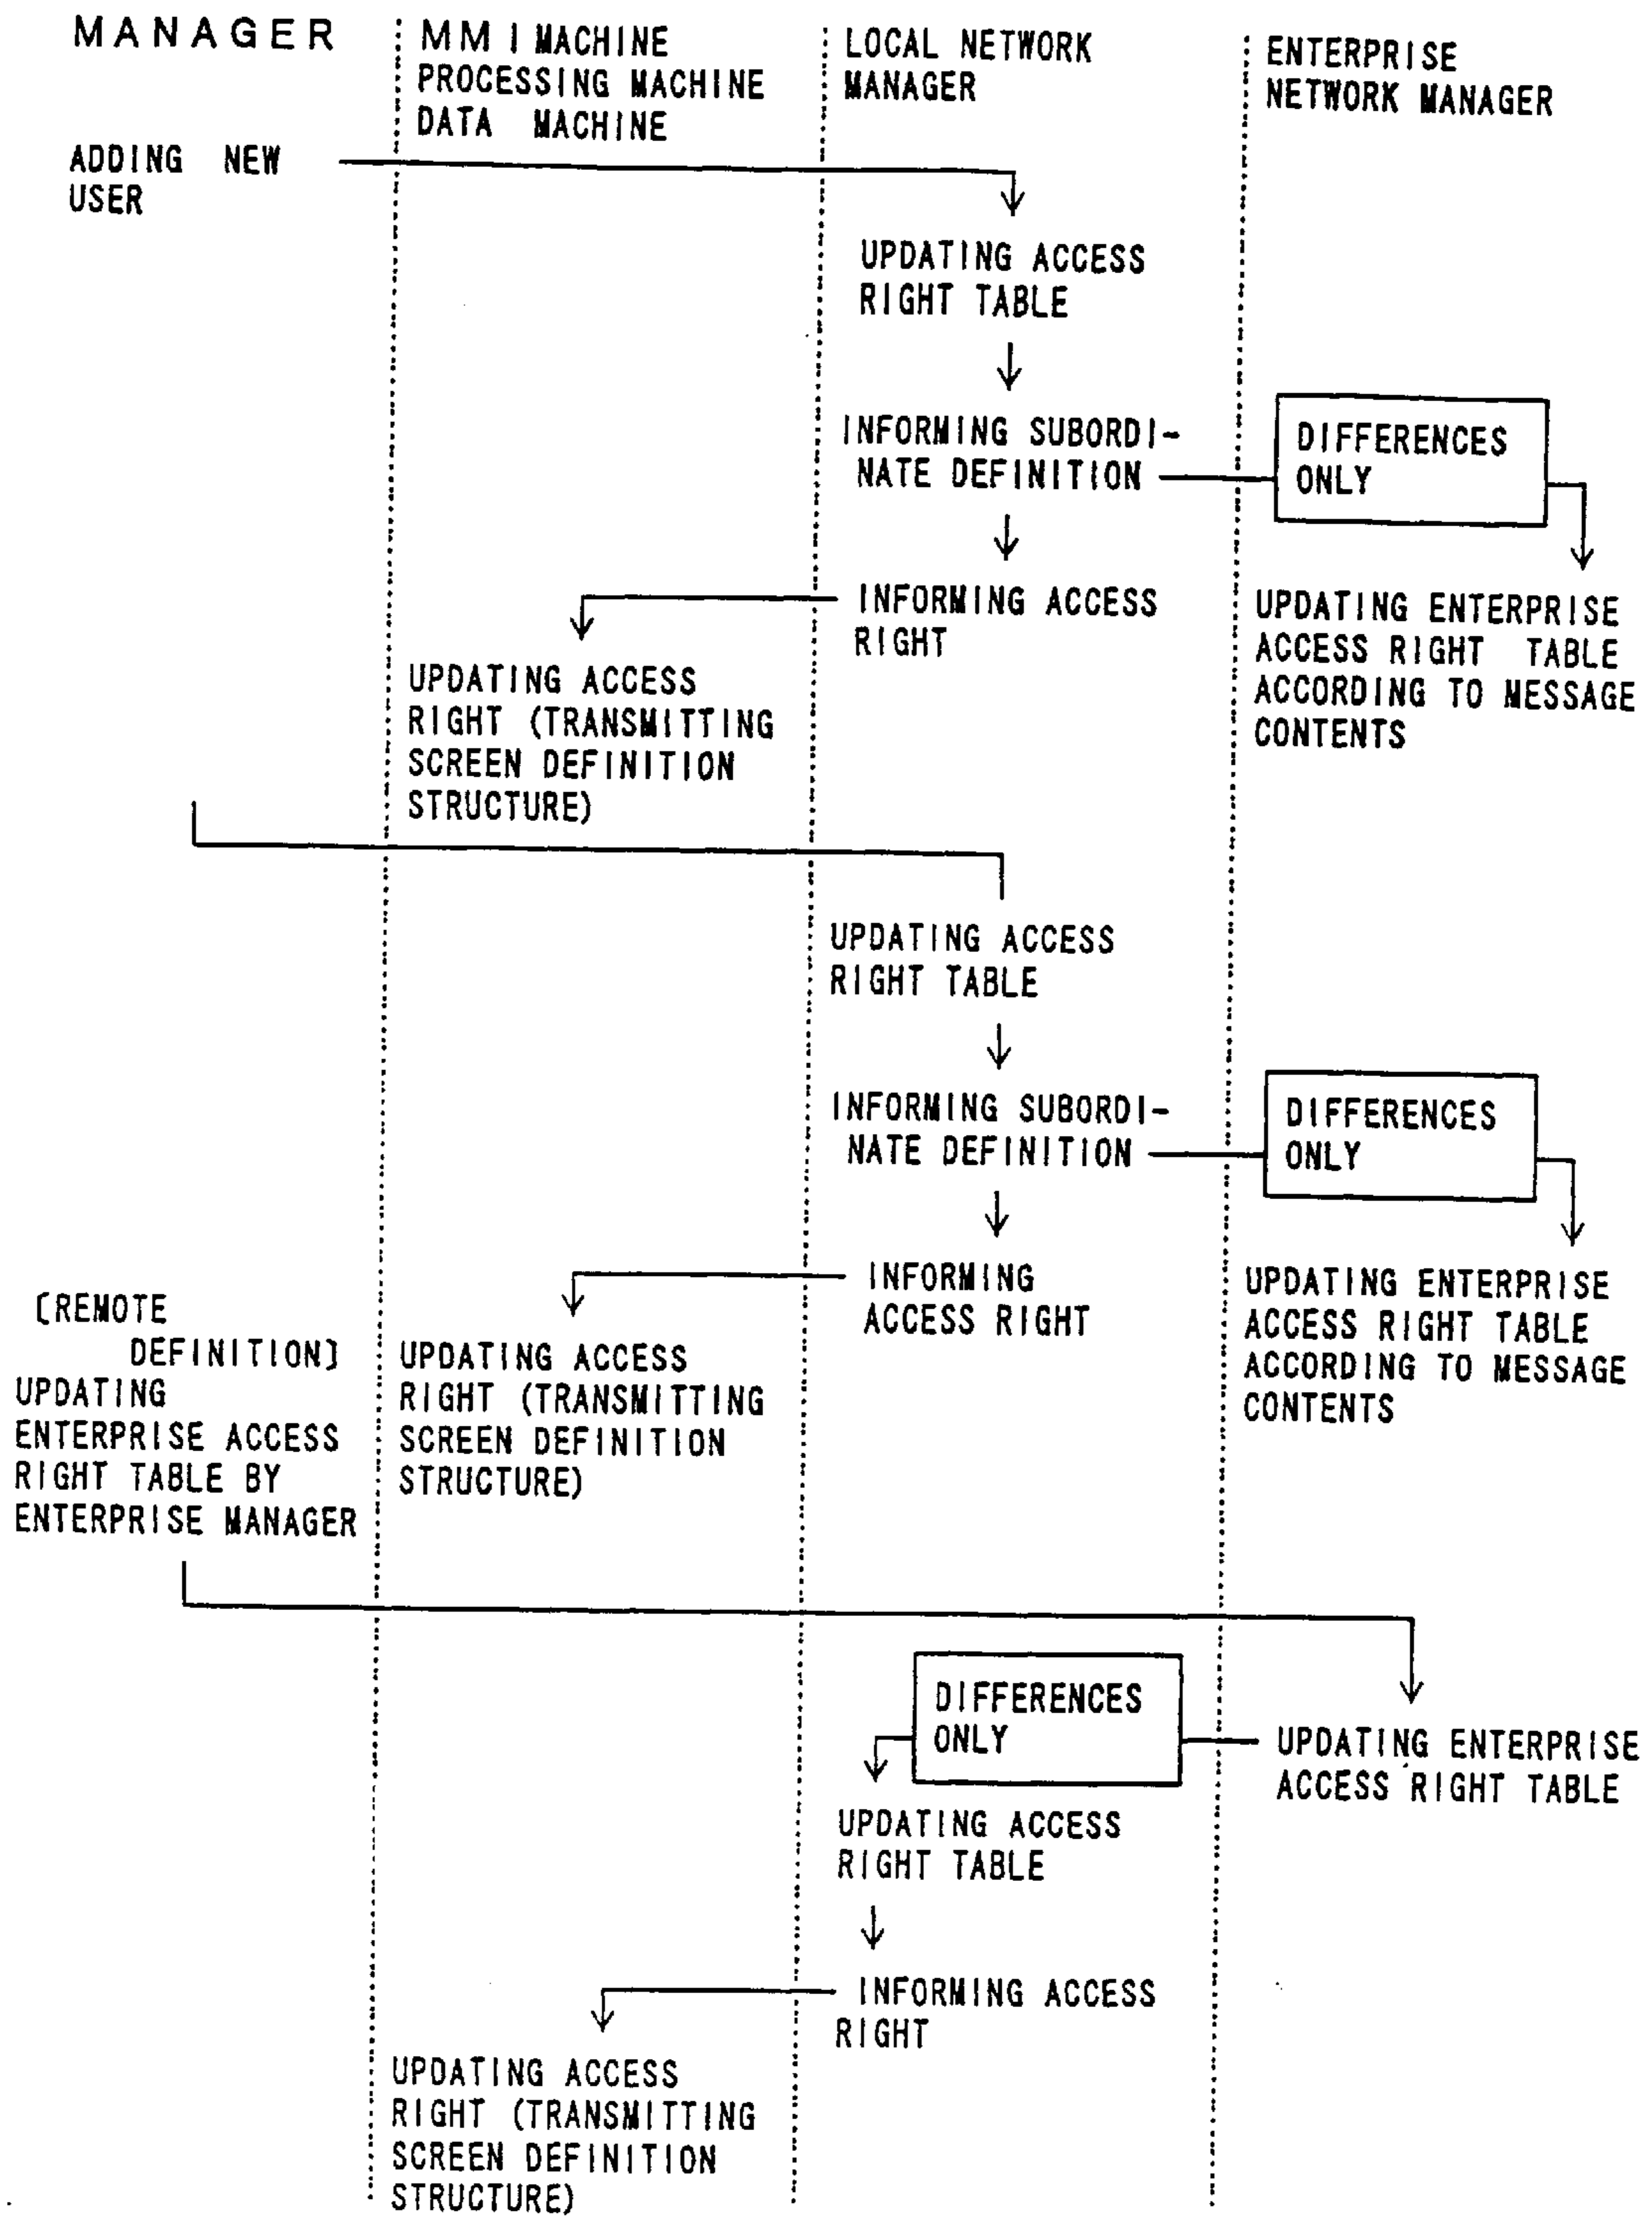 MANAGER
MMI MACHINE
PROCESSING MACHINE
DATA MACHINE
LOCAL NETWORK
MANAGER
ENTERPRISE
NETWORK MANAGER
ADDING NEW
USER
UPDATING ACCESS
RIGHT TABLE
INFORMING SUBORDI-
NATE DEFINITION
DIFFERENCES
ONLY
INFORMING ACCESS
RIGHT
UPDATING ENTERPRISE
ACCESS RIGHT TABLE
ACCORDING TO MESSAGE
CONTENTS
UPDATING ACCESS
RIGHT (TRANSMITTING
SCREEN DEFINITION
STRUCTURE)
UPDATING ACCESS
RIGHT TABLE
INFORMING SUBORDI-
NATE DEFINITION
DIFFERENCES
ONLY
INFORMING
ACCESS RIGHT
UPDATING ENTERPRISE
ACCESS RIGHT TABLE
ACCORDING TO MESSAGE
CONTENTS
UPDATING ACCESS
RIGHT (TRANSMITTING
SCREEN DEFINITION
STRUCTURE)
[REMOTE
DEFINITION]
UPDATING
ENTERPRISE ACCESS
RIGHT TABLE BY
ENTERPRISE MANAGER
DIFFERENCES
ONLY
UPDATING ENTERPRISE
ACCESS RIGHT TABLE
UPDATING ACCESS
RIGHT TABLE
INFORMING ACCESS
RIGHT
UPDATING ACCESS
RIGHT (TRANSMITTING
SCREEN DEFINITION
STRUCTURE)